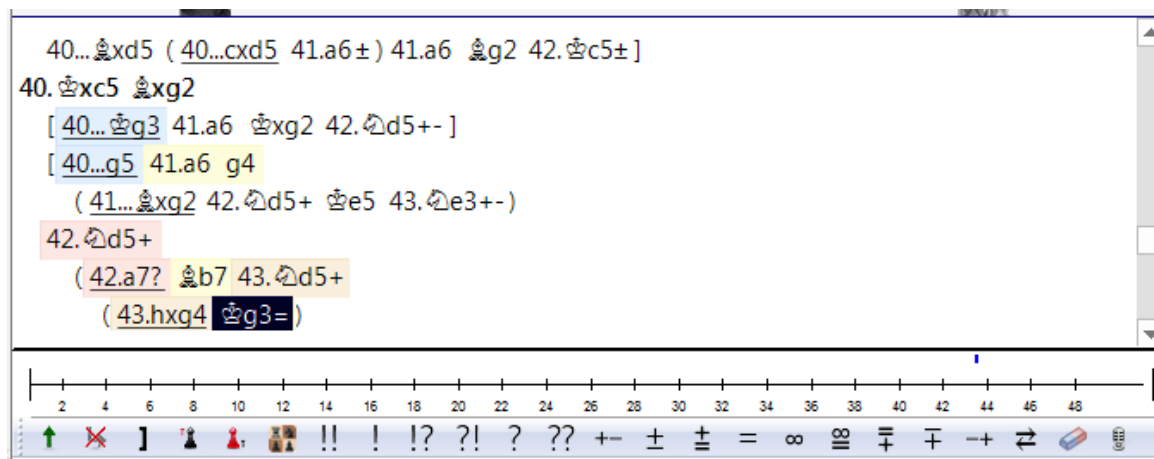 40...♗xd5 ( 40...cxd5 41.a6± ) 41.a6 ♗g2 42.♔c5± ]
40.♔xc5 ♗xg2
[ 40...♔g3 41.a6 ♔xg2 42.♘d5+- ]
[ 40...g5 41.a6 g4
( 41...♗xg2 42.♘d5+ ♔e5 43.♘e3+- )
42.♘d5+
( 42.a7? ♗b7 43.♘d5+
( 43.hxg4 ♔g3= )
2 4 6 8 10 12 14 16 18 20 22 24 26 28 30 32 34 36 38 40 42 44 46 48
] !! ! !? ?! ? ?? +- ± ⩲ = ∞ =∞ ⩱ ∓ -+ ⇄